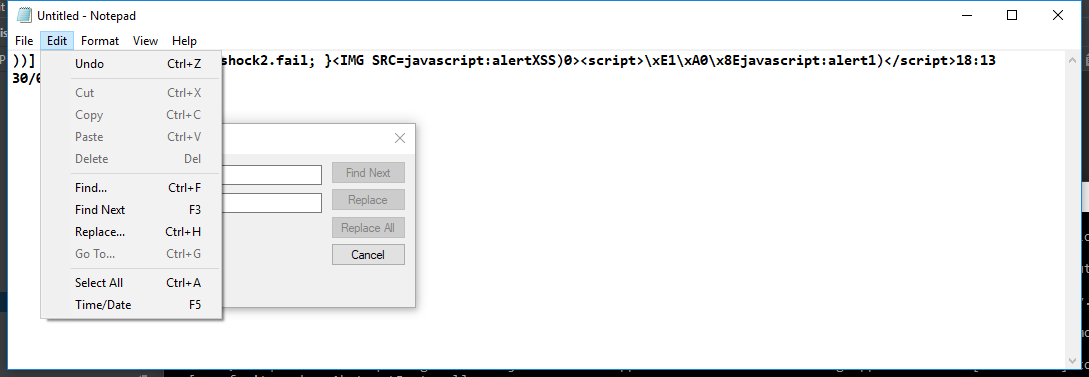 Untitled - Notepad
File Edit Format View Help
))] shock2.fail; }<IMG SRC=javascript:alertXSS)0><script>\xE1\xA0\x8Ejavascript:alert1)</script>18:13
30/0
Undo Ctrl+Z
Cut Ctrl+X
Copy Ctrl+C
Paste Ctrl+V
Delete Del
Find... Ctrl+F
Find Next F3
Replace... Ctrl+H
Go To... Ctrl+G
Select All Ctrl+A
Time/Date F5
Find Next
Replace
Replace All
Cancel